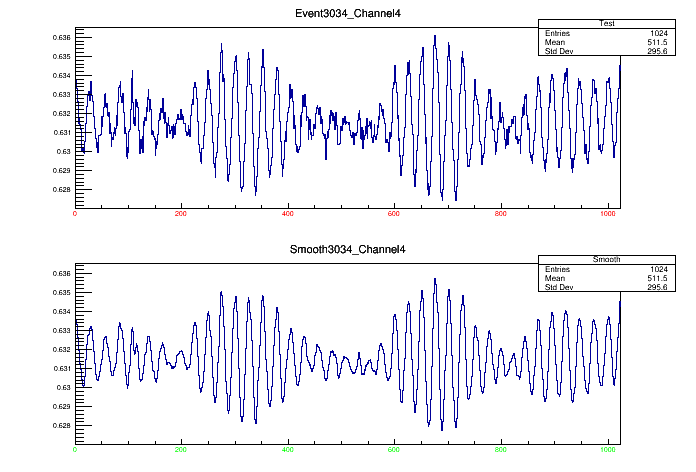 Event3034_Channel4
Test
Entries 1024
Mean 511.5
Std Dev 295.6
0.636
0.635
0.634
0.633
0.632
0.631
0.63
0.629
0.628
0 200 400 600 800 1000
Smooth3034_Channel4
Smooth
Entries 1024
Mean 511.5
Std Dev 295.6
0.636
0.635
0.634
0.633
0.632
0.631
0.63
0.629
0.628
0 200 400 600 800 1000